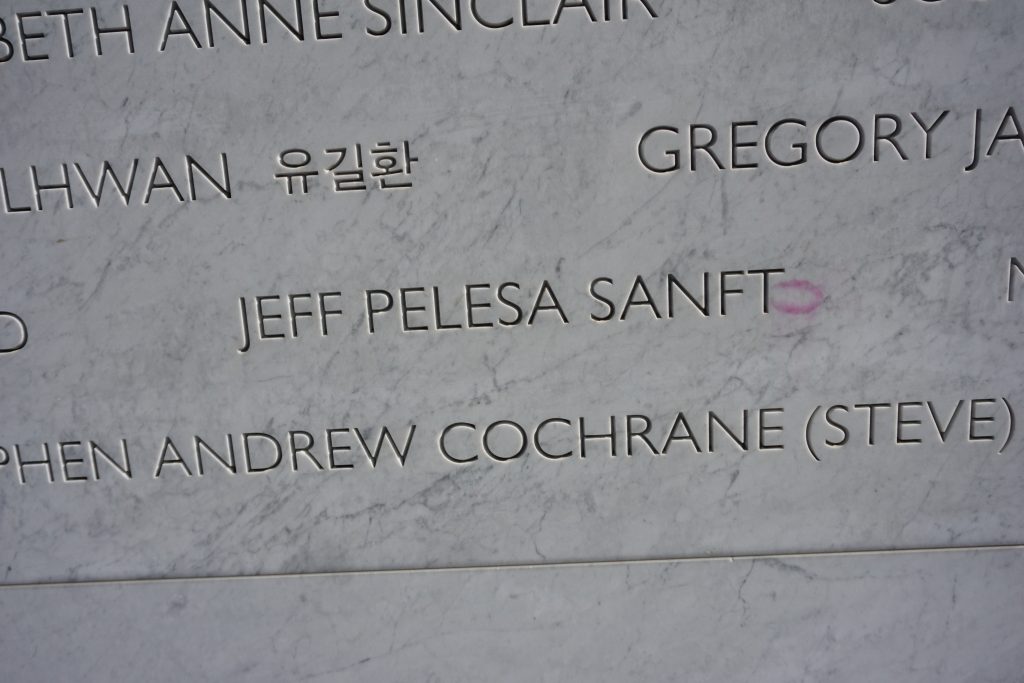 BETH ANNE SINCLAIR
LHWAN 유길환 GREGORY JA
D JEFF PELESA SANFT N
PHEN ANDREW COCHRANE (STEVE)